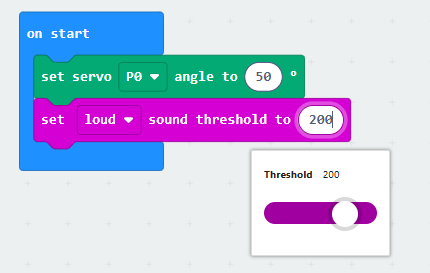 on start
set servo P0 angle to 50 °
set loud sound threshold to 200
Threshold 200